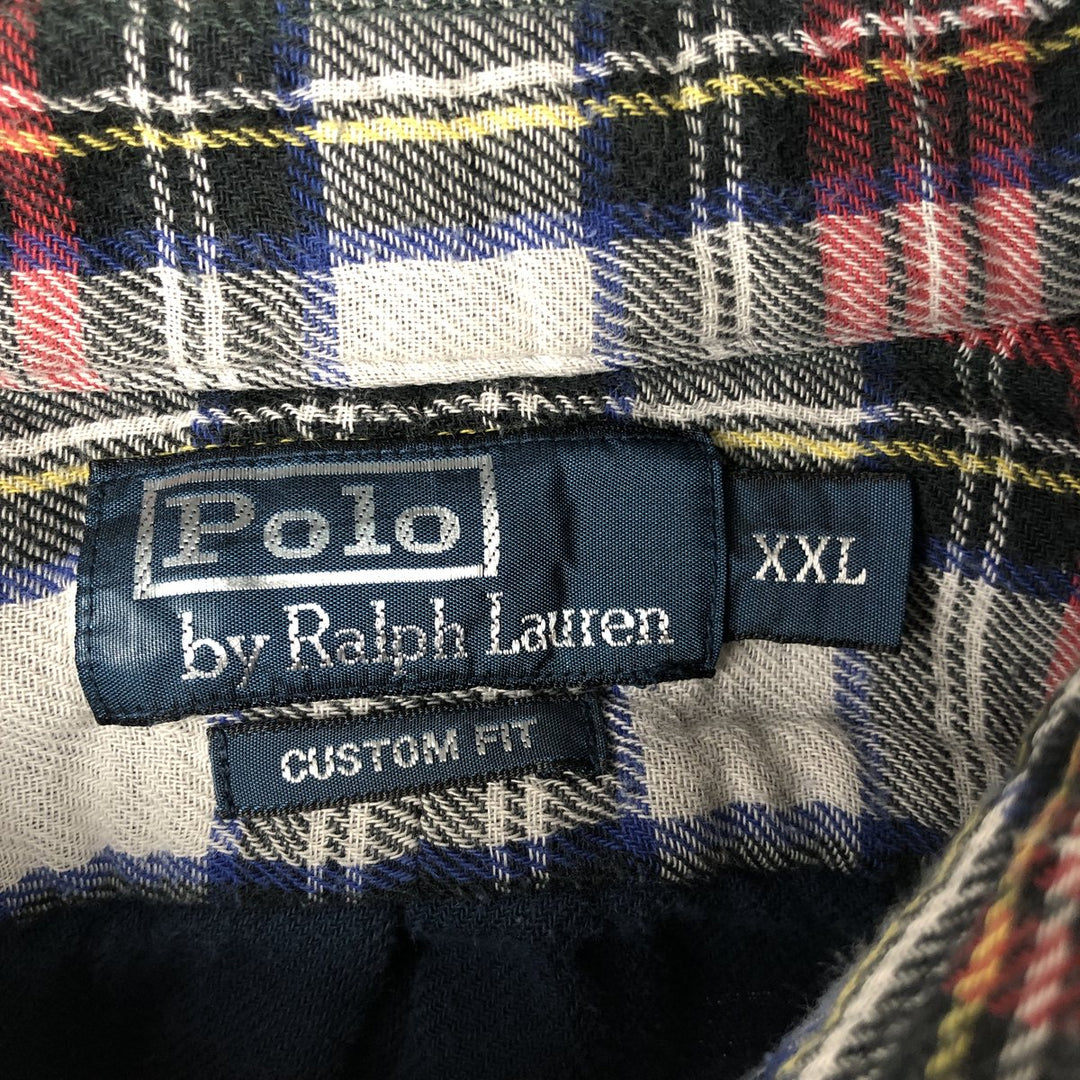 Polo
by Ralph Lauren
XXL
CUSTOM FIT